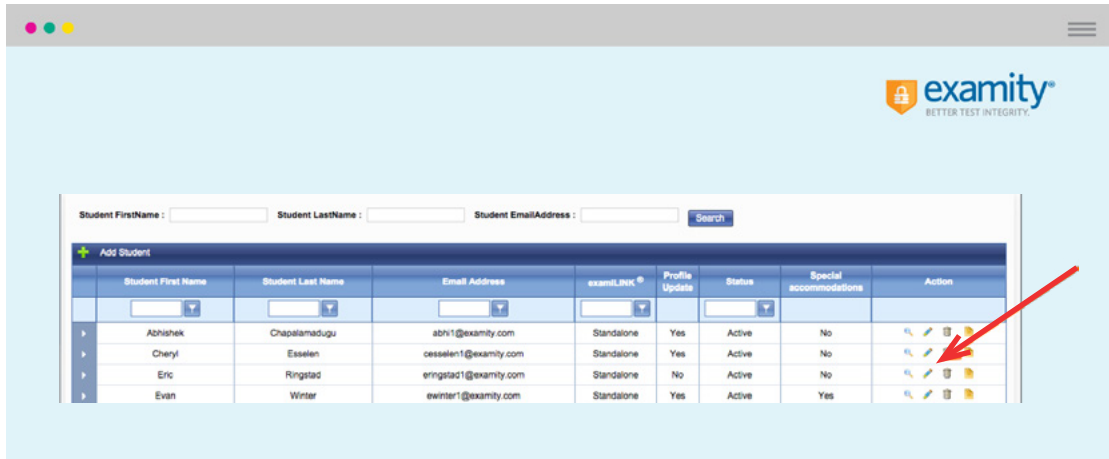 examity®
BETTER TEST INTEGRITY.
Student FirstName : Student LastName : Student EmailAddress : Search
Add Student
Student First Name Student Last Name Email Address examiLINK ® Profile Update Status Special accommodations Action
Abhishek Chapalamadugu abhi1@examity.com Standalone Yes Active No
Cheryl Esselen cesselen1@examity.com Standalone Yes Active No
Eric Ringstad eringstad1@examity.com Standalone No Active No
Evan Winter ewinter1@examity.com Standalone Yes Active Yes